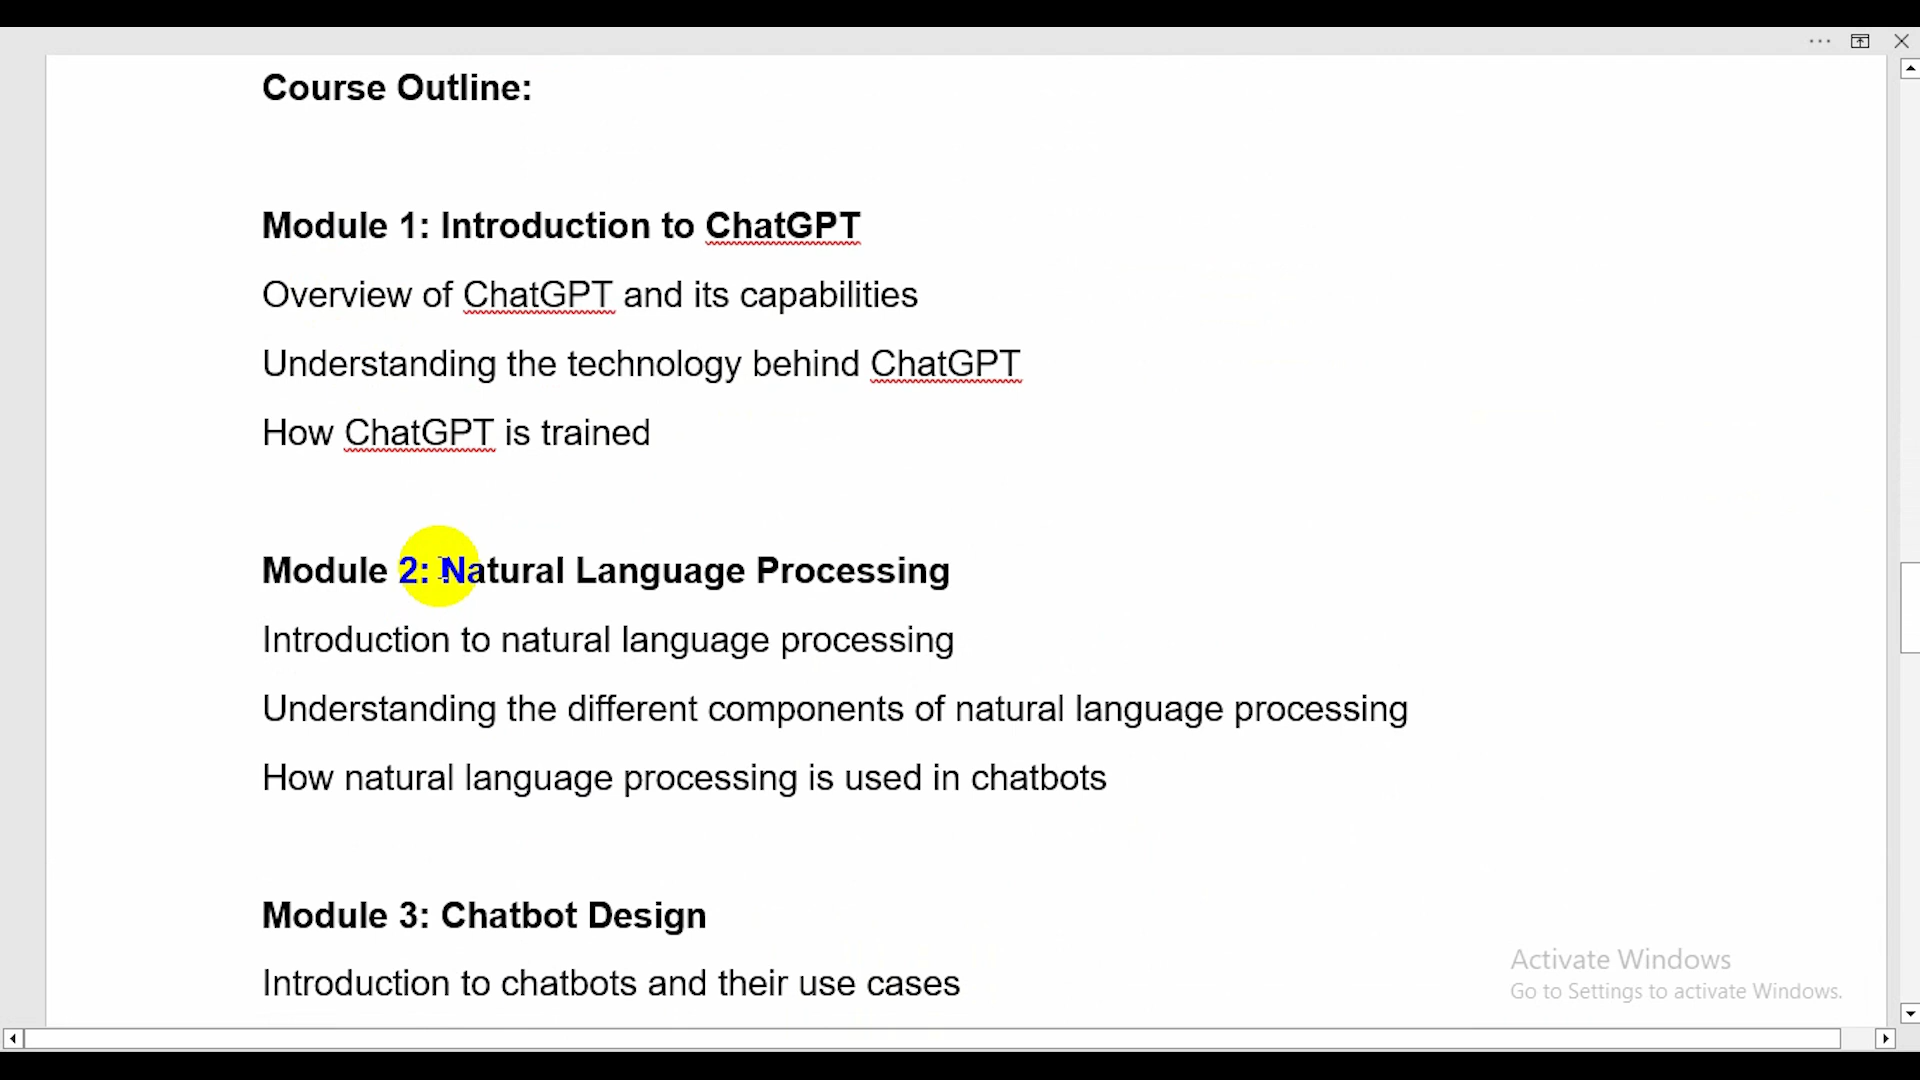 Course Outline:
Module 1: Introduction to ChatGPT
Overview of ChatGPT and its capabilities
Understanding the technology behind ChatGPT
How ChatGPT is trained
Module 2: Natural Language Processing
Introduction to natural language processing
Understanding the different components of natural language processing
How natural language processing is used in chatbots
Module 3: Chatbot Design
Introduction to chatbots and their use cases
Activate Windows
Go to Settings to activate Windows.